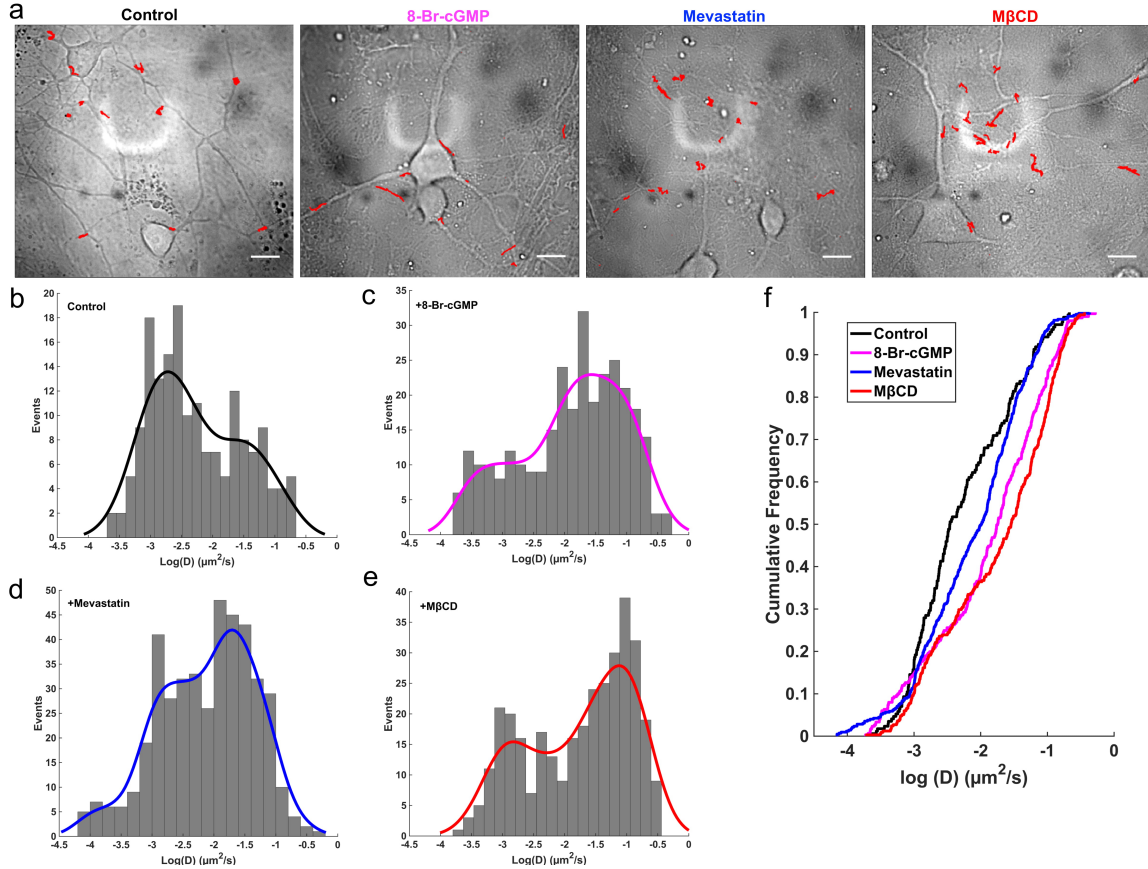 a
Control
8-Br-cGMP
Mevastatin
MβCD
b
Control
20
18
16
14
12
10
8
6
4
2
0
Events
-4.5 -4 -3.5 -3 -2.5 -2 -1.5 -1 -0.5 0
Log(D) (μm²/s)
c
+8-Br-cGMP
35
30
25
20
15
10
5
0
Events
-4.5 -4 -3.5 -3 -2.5 -2 -1.5 -1 -0.5 0
Log(D) (μm²/s)
d
+Mevastatin
50
45
40
35
30
25
20
15
10
5
0
Events
-4.5 -4 -3.5 -3 -2.5 -2 -1.5 -1 -0.5 0
Log(D) (μm²/s)
e
+MβCD
40
35
30
25
20
15
10
5
0
Events
-4.5 -4 -3.5 -3 -2.5 -2 -1.5 -1 -0.5 0
Log(D) (μm²/s)
f
Control
8-Br-cGMP
Mevastatin
MβCD
1
0.9
0.8
0.7
0.6
0.5
0.4
0.3
0.2
0.1
0
Cumulative Frequency
-4 -3 -2 -1 0
log (D) (μm²/s)